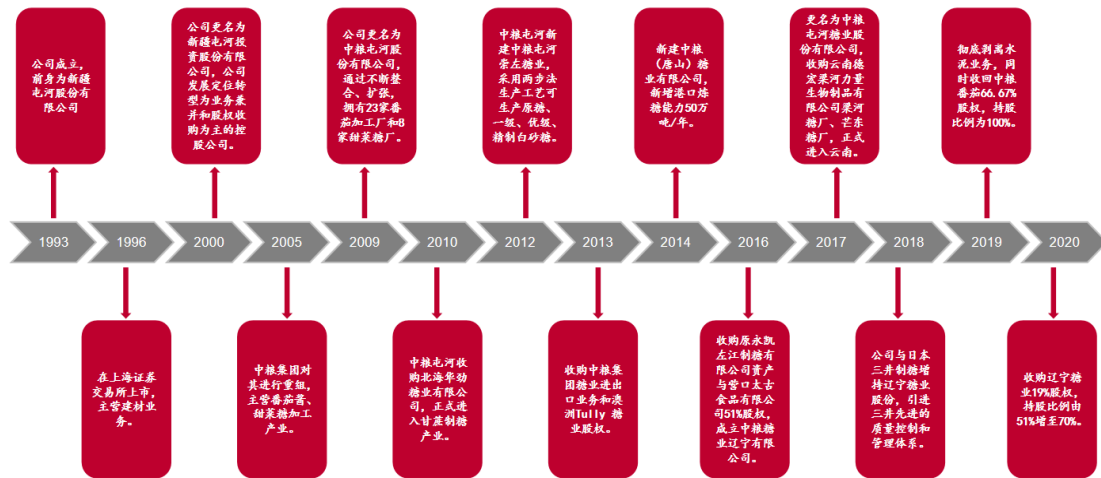 公司成立，
前身为新疆
屯河股份有
限公司
公司更名为
新疆屯河投
资股份有限
公司，公司
发展定位转
型为业务兼
并和股权收
购为主的控
股公司。
公司更名为
中粮屯河股
份有限公司，
通过不断整
合、扩张，
拥有23家番
茄加工厂和8
家甜菜糖厂。
中粮屯河新
建中粮屯河
崇左糖业，
采用两步法
生产工艺可
生产原糖、
一级、优级、
精制白砂糖。
新建中粮
（唐山）糖
业有限公司，
新增港口炼
糖能力50万
吨/年。
更名为中粮
屯河糖业股
份有限公司，
收购云南德
宏梁河力量
生物制品有
限公司梁河
糖厂、芒东
糖厂，正式
进入云南。
彻底剥离水
泥业务，同
时收回中粮
番茄66.67%
股权，持股
比例为100%。
1993
1996
2000
2005
2009
2010
2012
2013
2014
2016
2017
2018
2019
2020
在上海证券
交易所上市，
主营建材业
务。
中粮集团对
其进行重组，
主营番茄酱、
甜菜糖加工
产业。
中粮屯河收
购北海华劲
糖业有限公
司，正式进
入甘蔗制糖
产业。
收购中粮集
团糖业进出
口业务和澳
洲Tully 糖
业股权。
收购原永凯
左江制糖有
限公司资产
与营口太古
食品有限公
司51%股权，
成立中粮糖
业辽宁有限
公司。
公司与日本
三井制糖增
持辽宁糖业
股份，引进
三井先进的
质量控制和
管理体系。
收购辽宁糖
业19%股权，
持股比例由
51%增至70%。